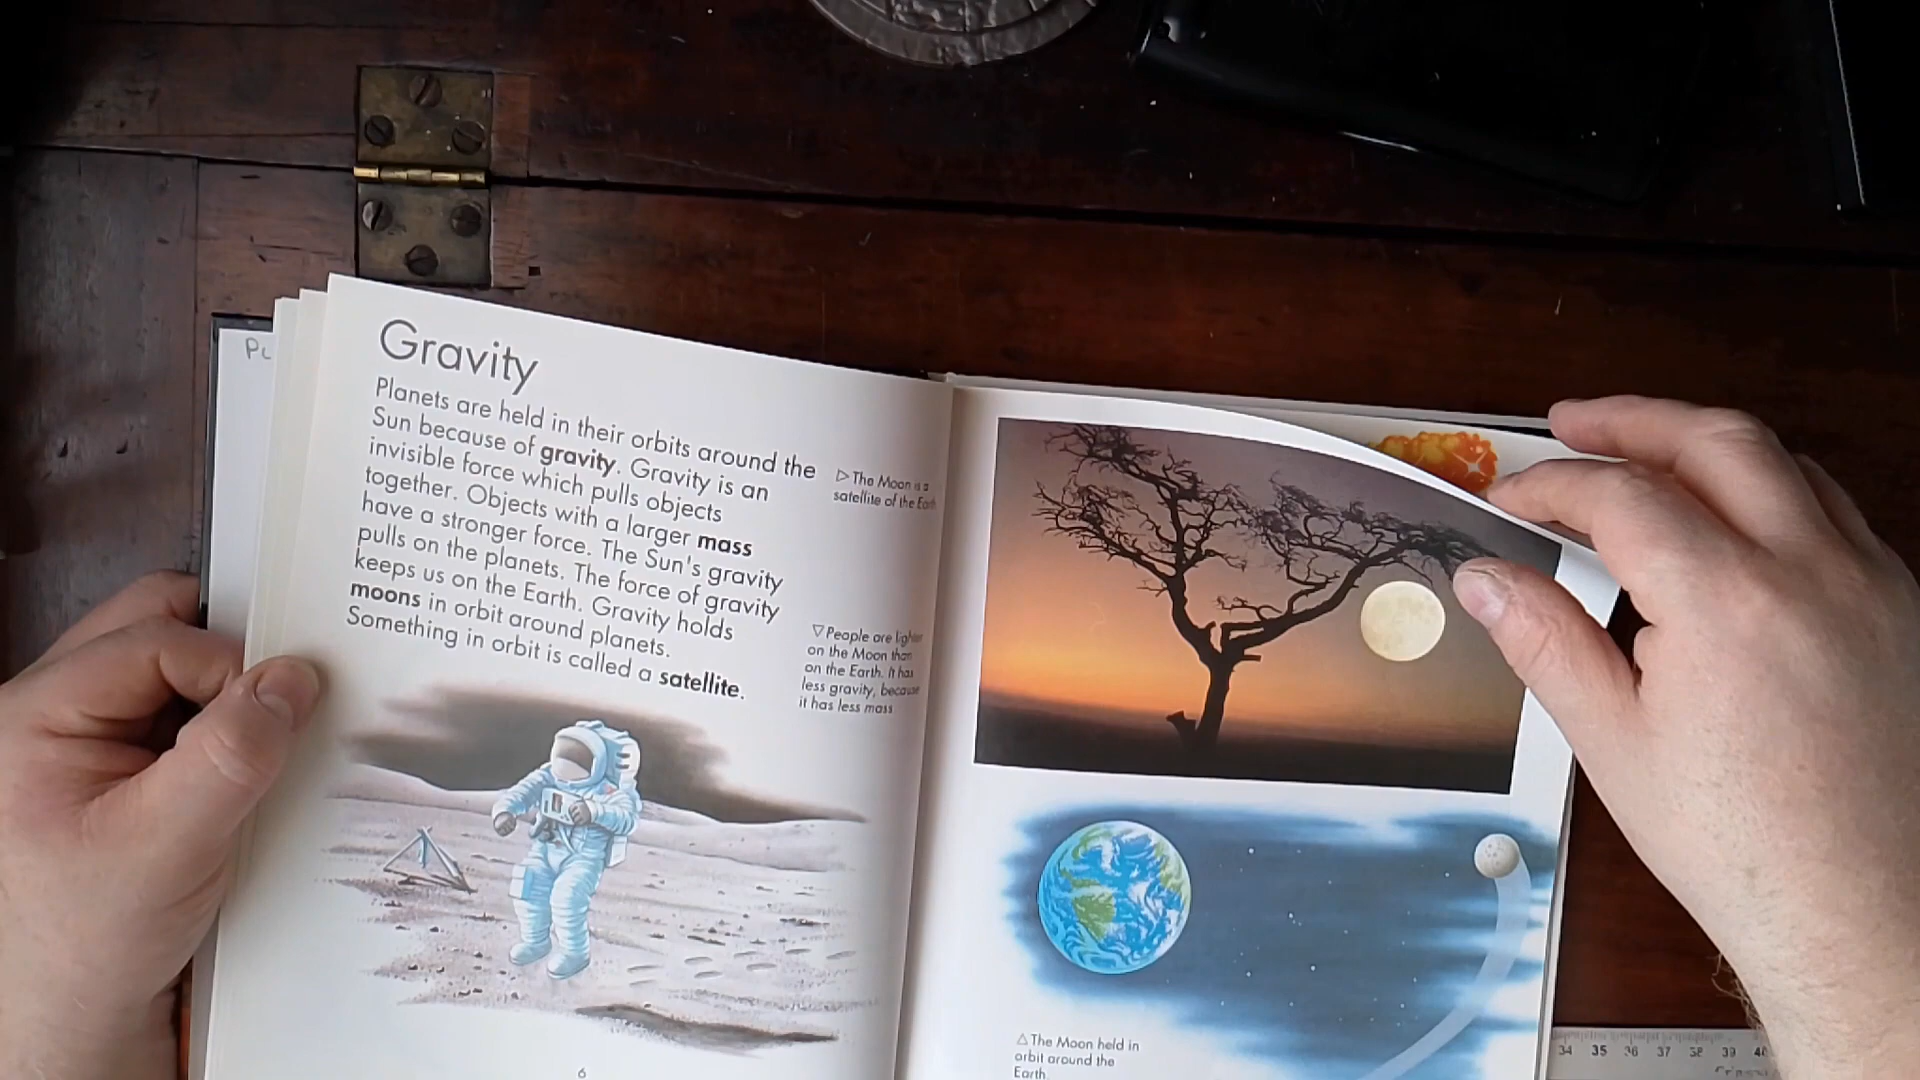 Gravity
Planets are held in their orbits around the
Sun because of gravity. Gravity is an
invisible force which pulls objects
together. Objects with a larger mass
have a stronger force. The Sun's gravity
pulls on the planets. The force of gravity
keeps us on the Earth. Gravity holds
moons in orbit around planets.
Something in orbit is called a satellite.
▷ The Moon is a
satellite of the Earth
▽ People are lighter
on the Moon than
on the Earth. It has
less gravity, because
it has less mass
6
△ The Moon held in
orbit around the
Earth.
34 35 36 37 38 39